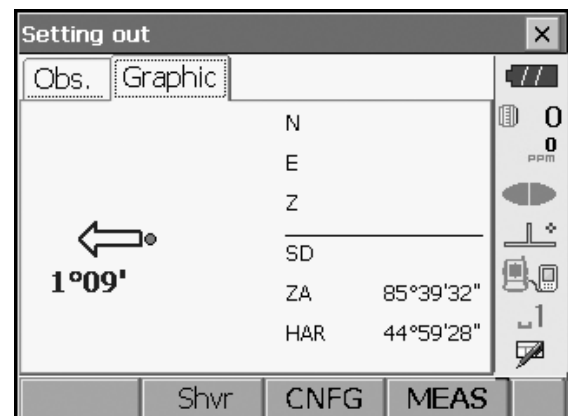 Setting out
Obs. Graphic
N
E
Z
SD
1°09'
ZA 85°39'32"
HAR 44°59'28"
0
0
PPM
1
Shvr CNFG MEAS